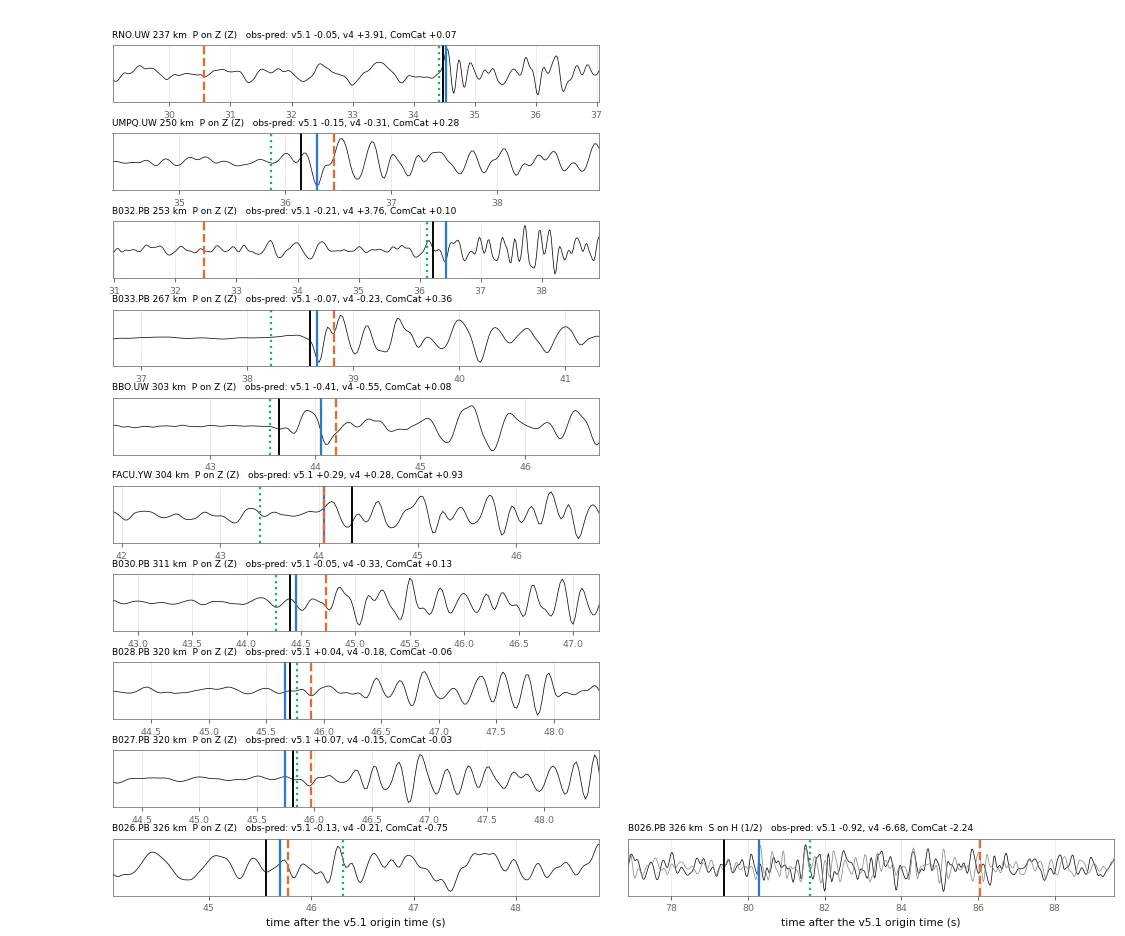 RNO.UW 237 km P on Z (Z) obs-pred: v5.1 -0.05, v4 +3.91, ComCat +0.07
30 31 32 33 34 35 36 37
UMPQ.UW 250 km P on Z (Z) obs-pred: v5.1 -0.15, v4 -0.31, ComCat +0.28
35 36 37 38
B032.PB 253 km P on Z (Z) obs-pred: v5.1 -0.21, v4 +3.76, ComCat +0.10
31 32 33 34 35 36 37 38
B033.PB 267 km P on Z (Z) obs-pred: v5.1 -0.07, v4 -0.23, ComCat +0.36
37 38 39 40 41
BBO.UW 303 km P on Z (Z) obs-pred: v5.1 -0.41, v4 -0.55, ComCat +0.08
43 44 45 46
FACU.YW 304 km P on Z (Z) obs-pred: v5.1 +0.29, v4 +0.28, ComCat +0.93
42 43 44 45 46
B030.PB 311 km P on Z (Z) obs-pred: v5.1 -0.05, v4 -0.33, ComCat +0.13
43.0 43.5 44.0 44.5 45.0 45.5 46.0 46.5 47.0
B028.PB 320 km P on Z (Z) obs-pred: v5.1 +0.04, v4 -0.18, ComCat -0.06
44.5 45.0 45.5 46.0 46.5 47.0 47.5 48.0
B027.PB 320 km P on Z (Z) obs-pred: v5.1 +0.07, v4 -0.15, ComCat -0.03
44.5 45.0 45.5 46.0 46.5 47.0 47.5 48.0
B026.PB 326 km P on Z (Z) obs-pred: v5.1 -0.13, v4 -0.21, ComCat -0.75
45 46 47 48
time after the v5.1 origin time (s)
B026.PB 326 km S on H (1/2) obs-pred: v5.1 -0.92, v4 -6.68, ComCat -2.24
78 80 82 84 86 88
time after the v5.1 origin time (s)